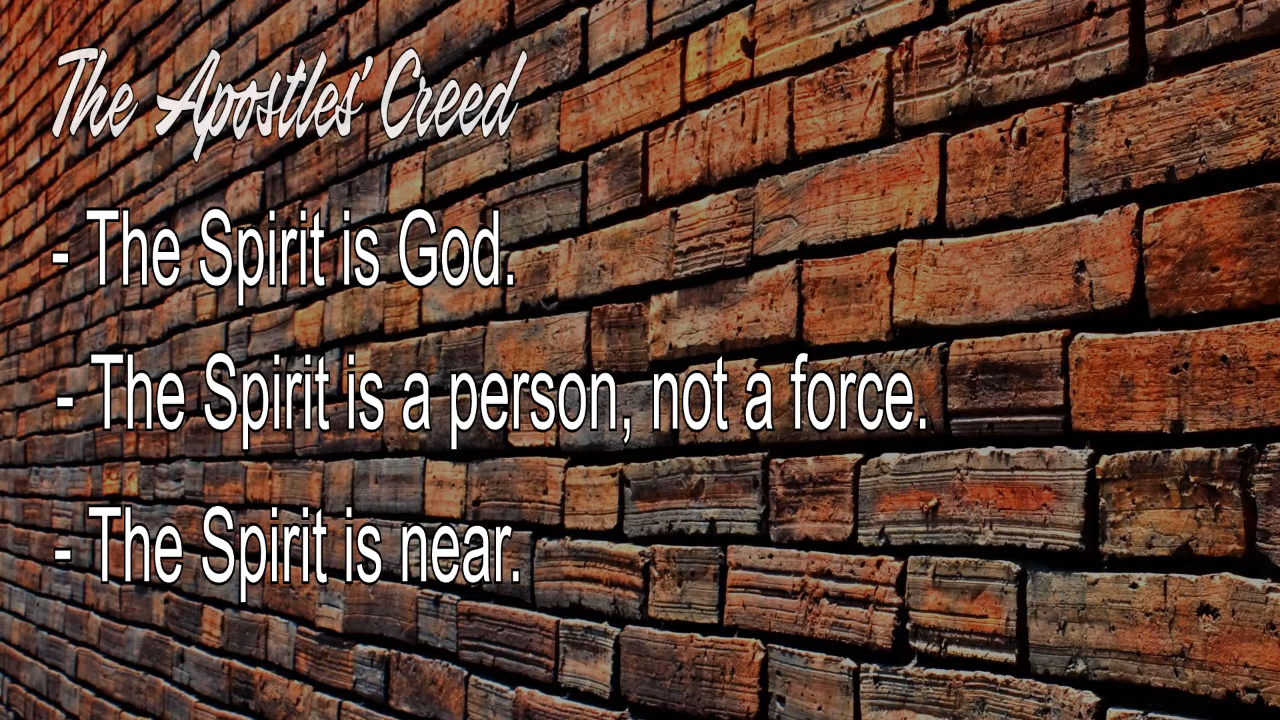 The Apostles' Creed
- The Spirit is God.
- The Spirit is a person, not a force.
- The Spirit is near.